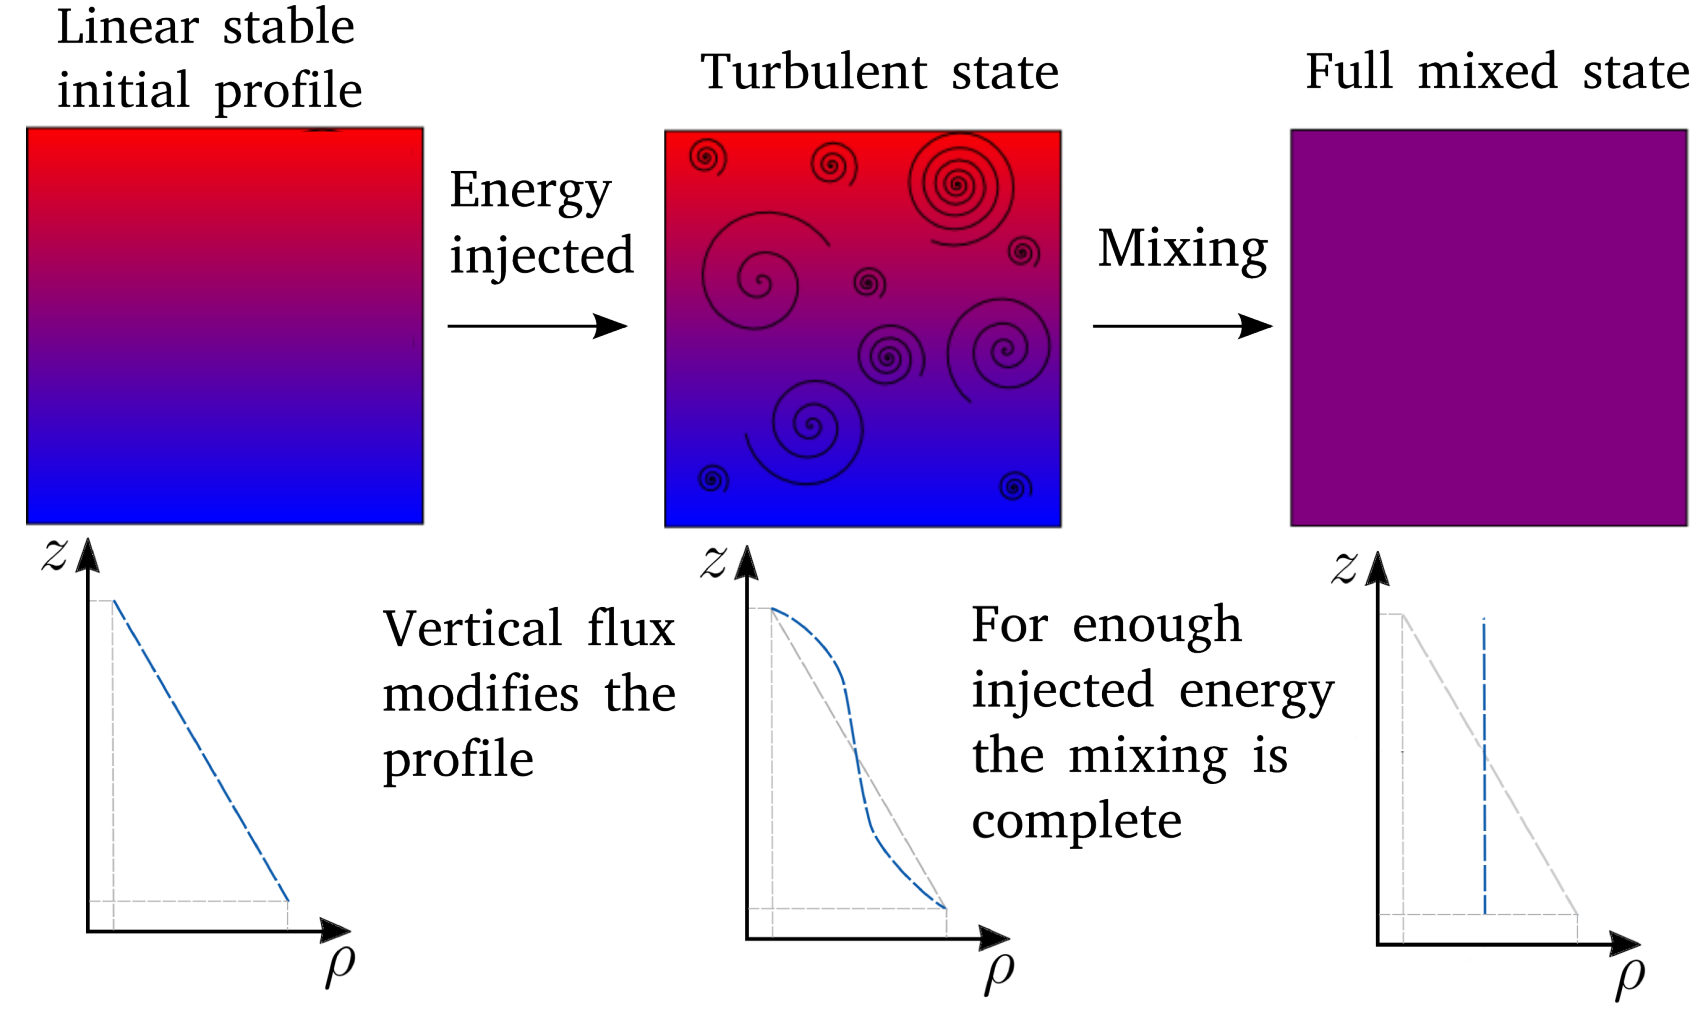 Linear stable
initial profile
Turbulent state
Full mixed state
Energy
injected
Mixing
z
Vertical flux
modifies the
profile
ρ
z
For enough
injected energy
the mixing is
complete
ρ
z
ρ